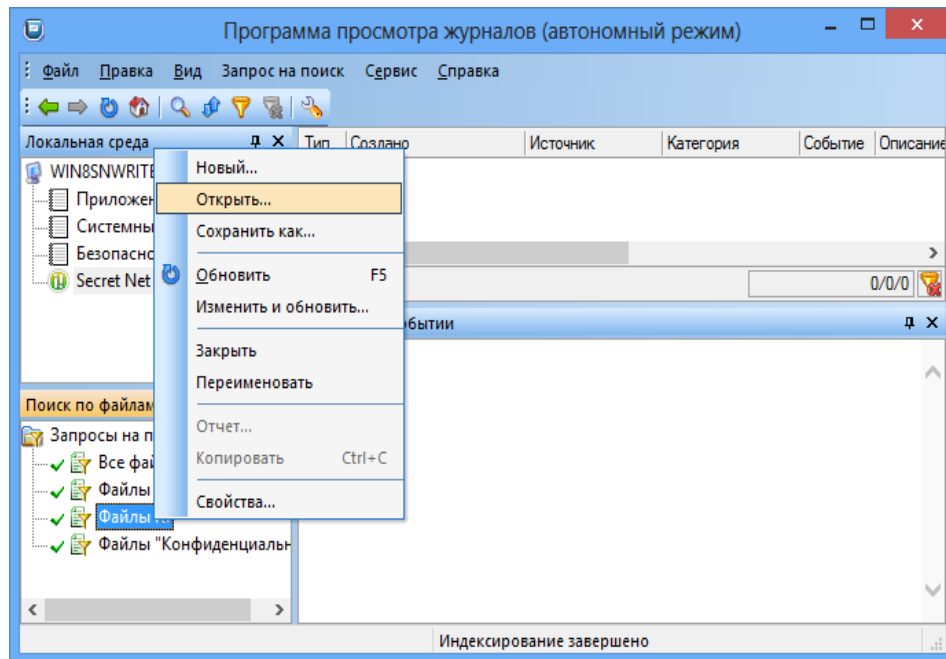 Программа просмотра журналов (автономный режим)
Файл Правка Вид Запрос на поиск Сервис Справка
Локальная среда
Тип Создано Источник Категория Событие Описание
WIN8SNWRITE
Приложен
Системны
Безопасно
Secret Net
Новый...
Открыть...
Сохранить как...
Обновить F5
Изменить и обновить...
Закрыть
Переименовать
Отчет...
Копировать Ctrl+C
Свойства...
0/0/0
бытии
Поиск по файлам
Запросы на п
Все фай
Файлы
Файлы
Файлы "Конфиденциальн
Индексирование завершено